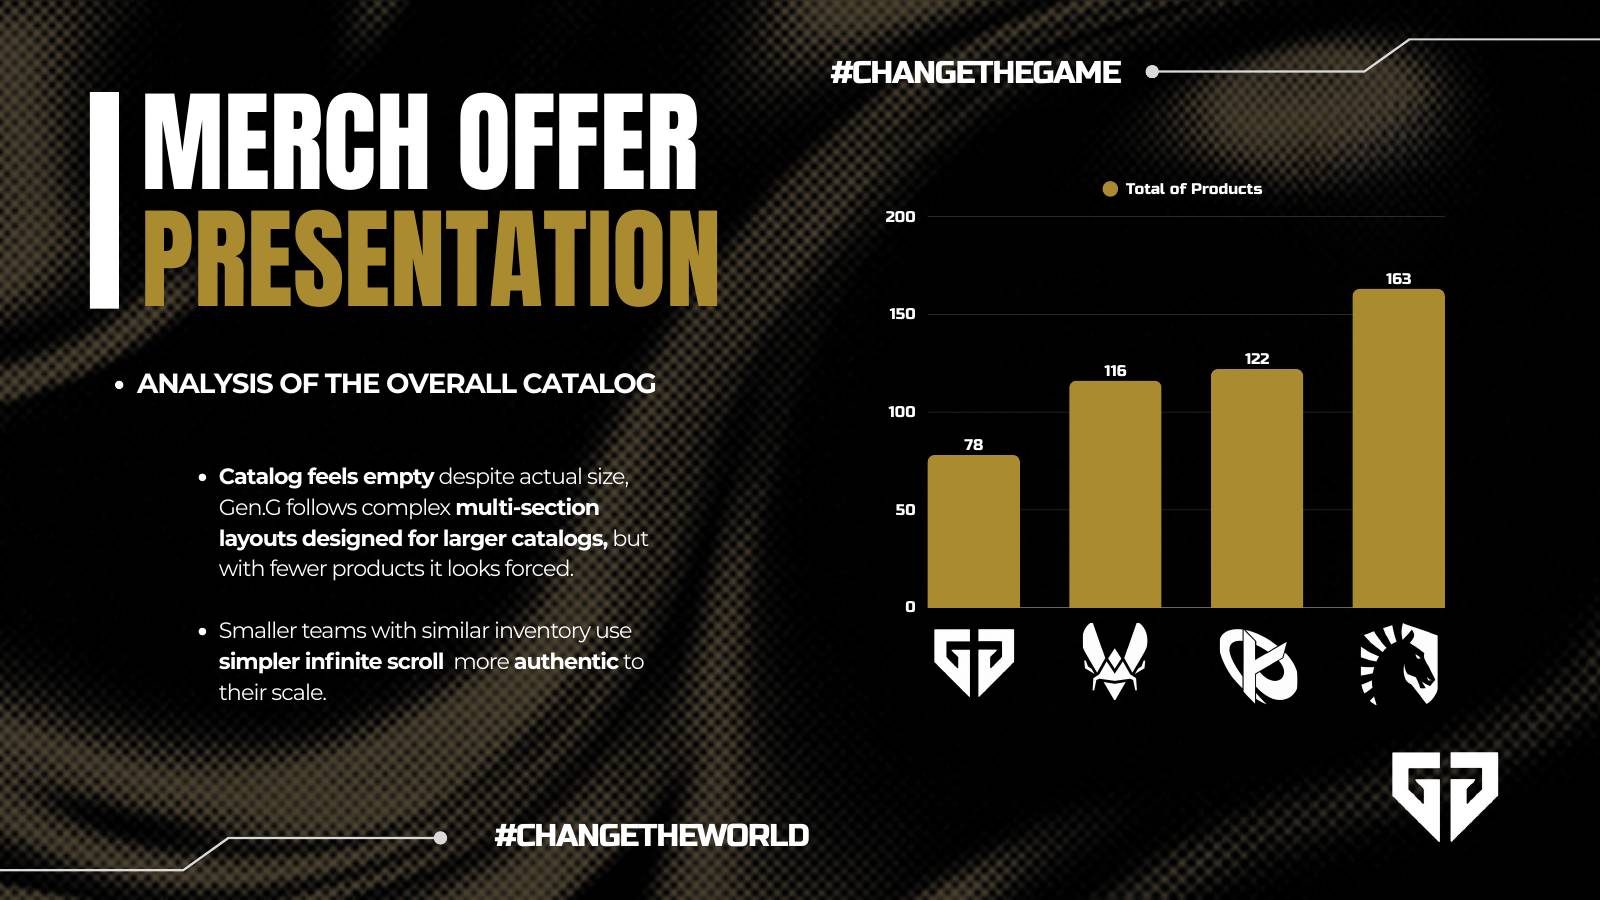 #CHANGETHEGAME
MERCH OFFER
PRESENTATION
• ANALYSIS OF THE OVERALL CATALOG
• Catalog feels empty despite actual size,
Gen.G follows complex multi-section
layouts designed for larger catalogs, but
with fewer products it looks forced.
• Smaller teams with similar inventory use
simpler infinite scroll  more authentic to
their scale.
Total of Products
200
150
100
50
0
78
116
122
163
#CHANGETHEWORLD